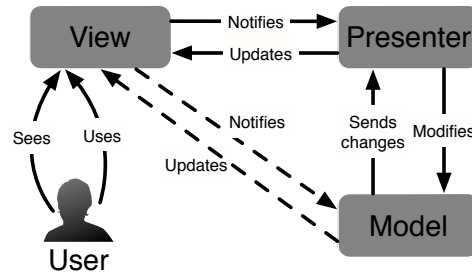 View
Notifies
Presenter
Updates
Sees
Uses
Notifies
Updates
Sends
changes
Modifies
Model
User